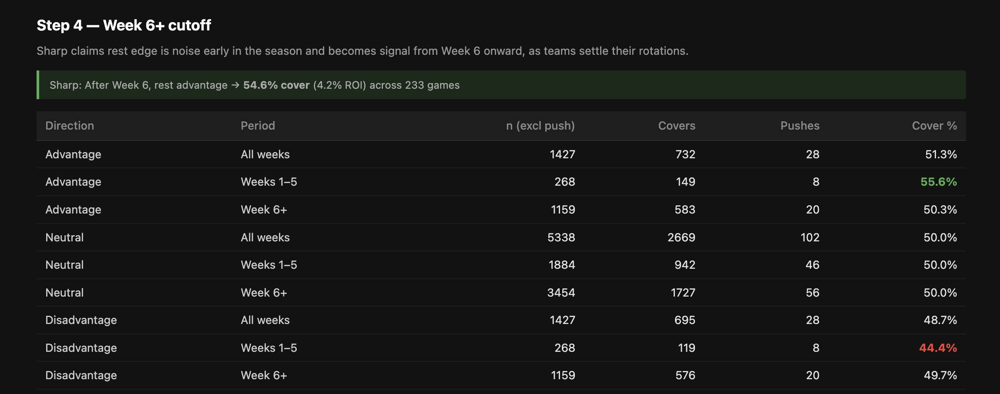 Step 4 — Week 6+ cutoff
Sharp claims rest edge is noise early in the season and becomes signal from Week 6 onward, as teams settle their rotations.
Sharp: After Week 6, rest advantage → 54.6% cover (4.2% ROI) across 233 games
Direction Period n (excl push) Covers Pushes Cover %
Advantage All weeks 1427 732 28 51.3%
Advantage Weeks 1–5 268 149 8 55.6%
Advantage Week 6+ 1159 583 20 50.3%
Neutral All weeks 5338 2669 102 50.0%
Neutral Weeks 1–5 1884 942 46 50.0%
Neutral Week 6+ 3454 1727 56 50.0%
Disadvantage All weeks 1427 695 28 48.7%
Disadvantage Weeks 1–5 268 119 8 44.4%
Disadvantage Week 6+ 1159 576 20 49.7%